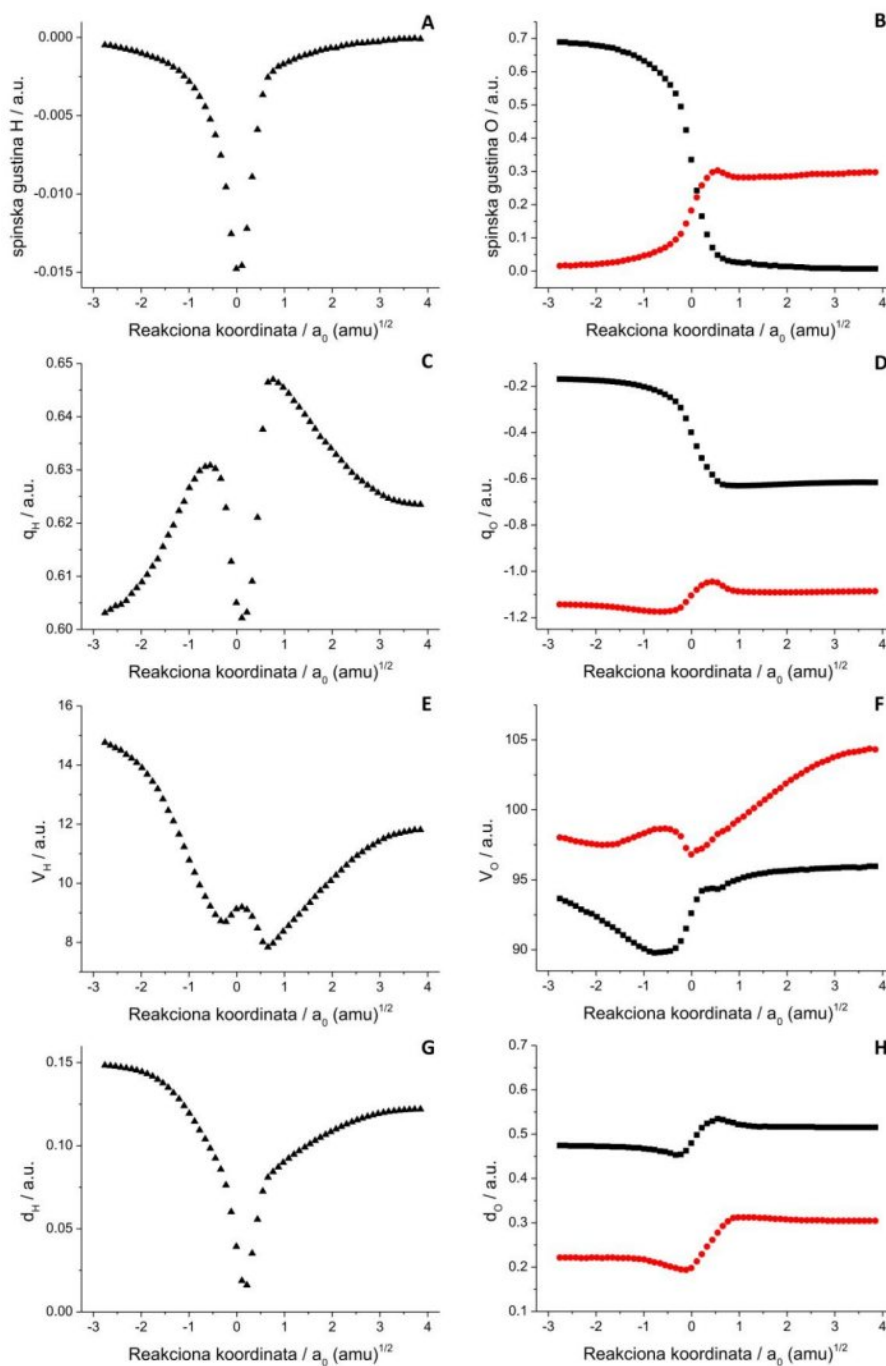 A
0.000
-0.005
-0.010
-0.015
spinska gustina H / a.u.
-3 -2 -1 0 1 2 3 4
Reakciona koordinata / a₀ (amu)¹/²
B
0.7
0.6
0.5
0.4
0.3
0.2
0.1
0.0
spinska gustina O / a.u.
-3 -2 -1 0 1 2 3 4
Reakciona koordinata / a₀ (amu)¹/²
C
0.65
0.64
0.63
0.62
0.61
0.60
q_H / a.u.
-3 -2 -1 0 1 2 3 4
Reakciona koordinata / a₀ (amu)¹/²
D
-0.2
-0.4
-0.6
-0.8
-1.0
-1.2
q_O / a.u.
-3 -2 -1 0 1 2 3 4
Reakciona koordinata / a₀ (amu)¹/²
E
16
14
12
10
8
V_H / a.u.
-3 -2 -1 0 1 2 3 4
Reakciona koordinata / a₀ (amu)¹/²
F
105
100
95
90
V_O / a.u.
-3 -2 -1 0 1 2 3 4
Reakciona koordinata / a₀ (amu)¹/²
G
0.15
0.10
0.05
0.00
d_H / a.u.
-3 -2 -1 0 1 2 3 4
Reakciona koordinata / a₀ (amu)¹/²
H
0.7
0.6
0.5
0.4
0.3
0.2
0.1
d_O / a.u.
-3 -2 -1 0 1 2 3 4
Reakciona koordinata / a₀ (amu)¹/²